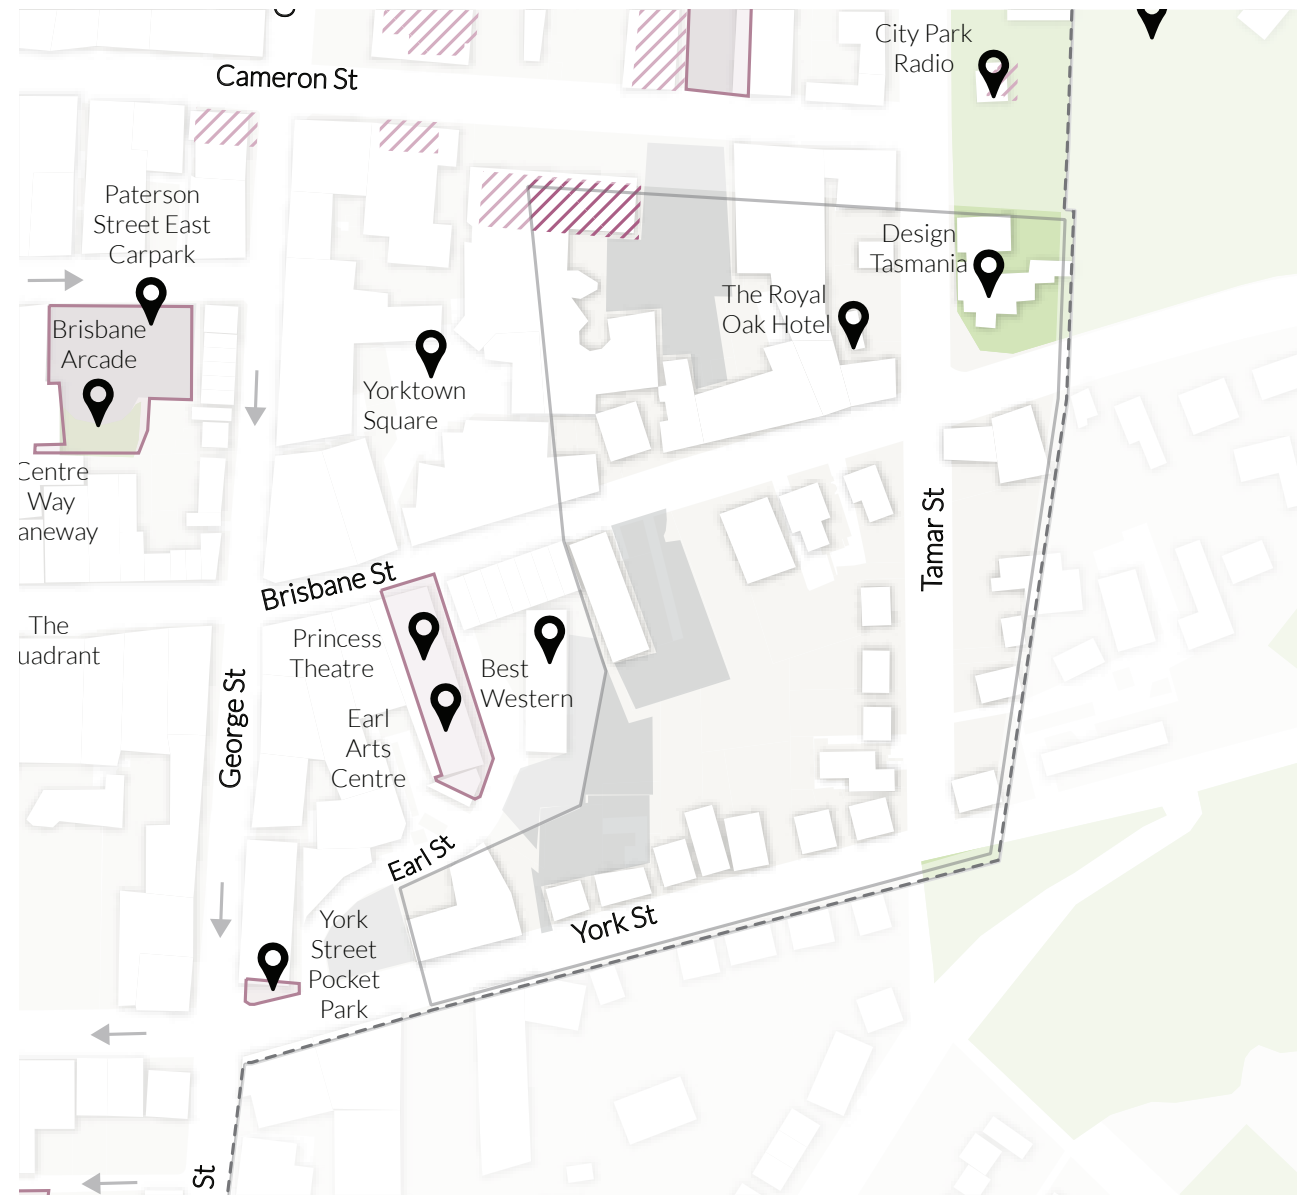 City Park
Radio
Cameron St
Paterson
Street East
Carpark
Design
Tasmania
The Royal
Oak Hotel
Brisbane
Arcade
Yorktown
Square
Centre
Way
aneway
Tamar St
Brisbane St
The
uadrant
Princess
Theatre
Best
Western
George St
Earl
Arts
Centre
Earl St
York St
York
Street
Pocket
Park
St